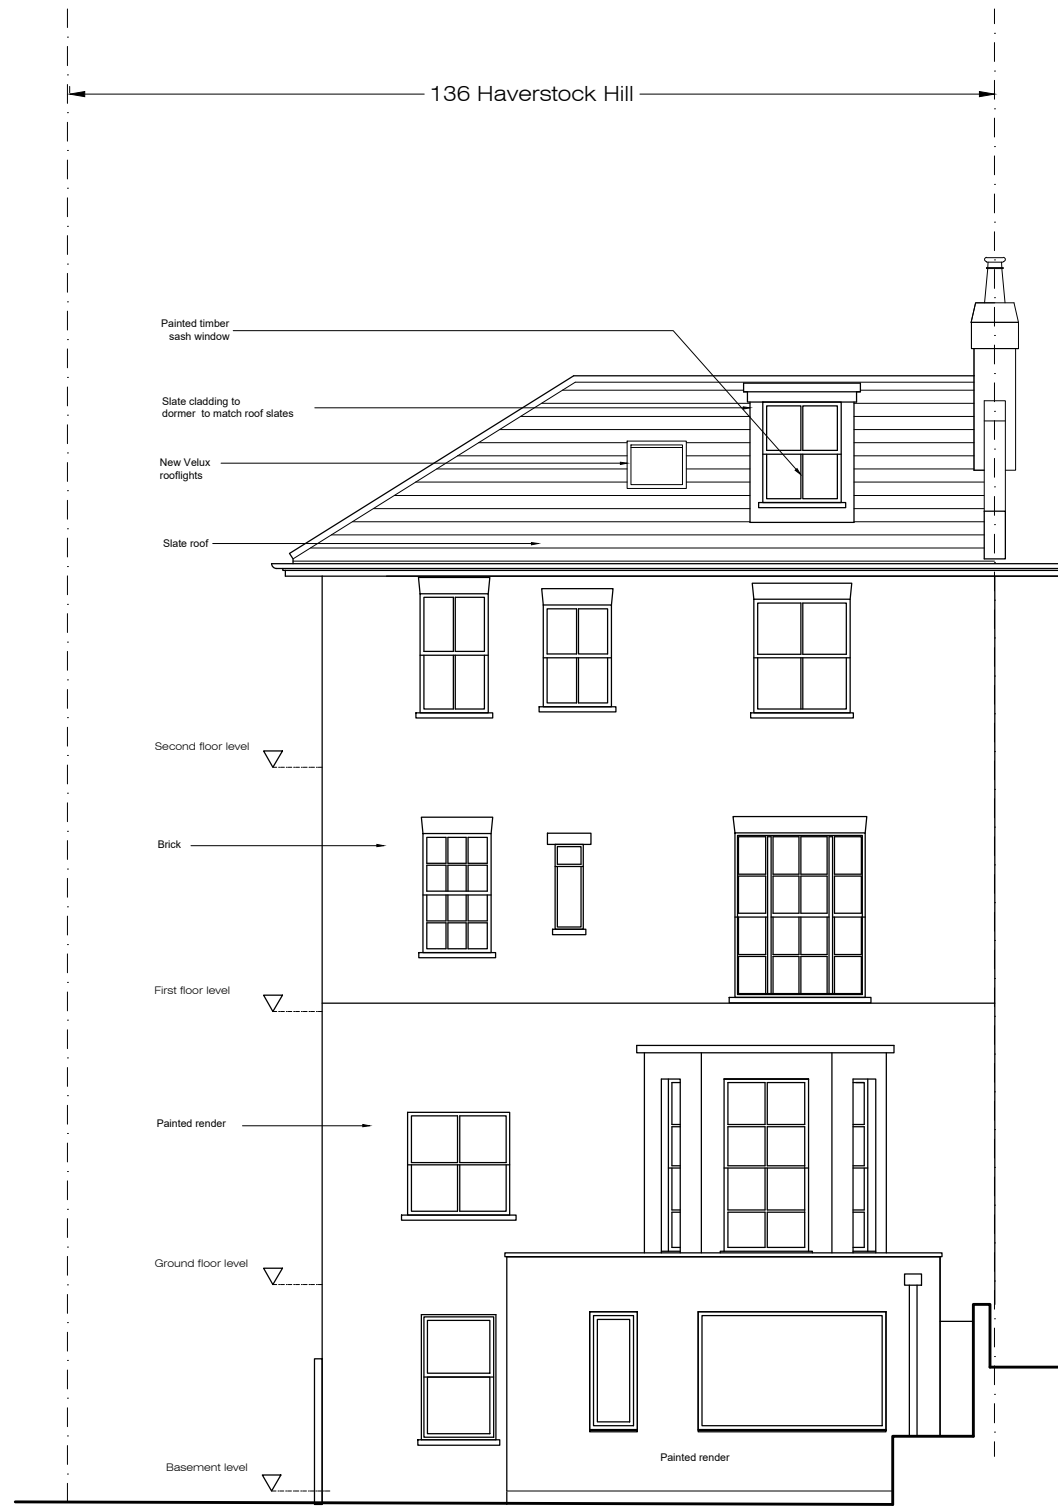 136 Haverstock Hill
Painted timber
sash window
Slate cladding to
dormer to match roof slates
New Velux
rooflights
Slate roof
Second floor level
Brick
First floor level
Painted render
Ground floor level
Painted render
Basement level